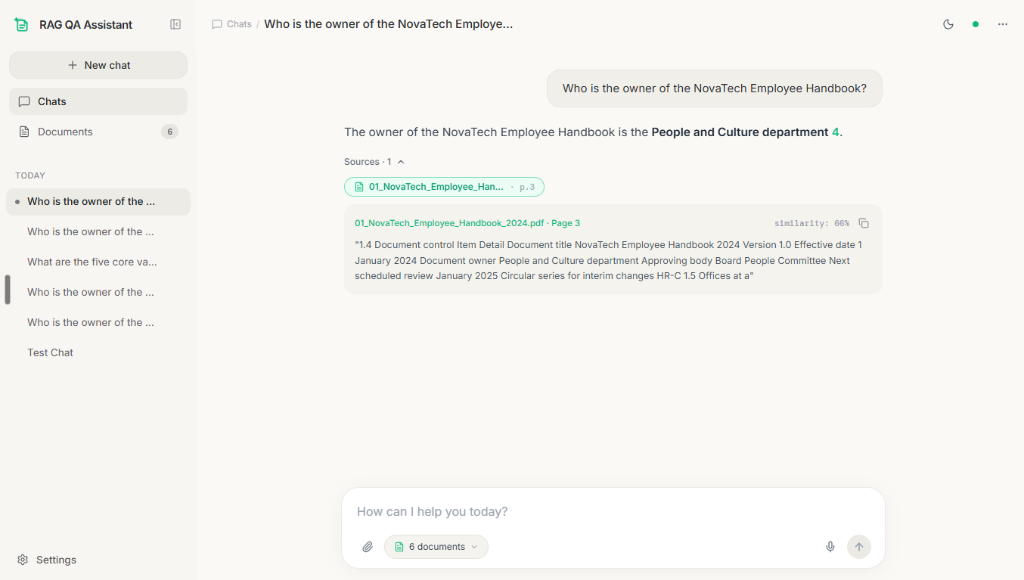 RAG QA Assistant
New chat
Chats
Documents 6
TODAY
Who is the owner of the ...
Who is the owner of the ...
What are the five core va...
Who is the owner of the ...
Who is the owner of the ...
Test Chat
Settings
Chats / Who is the owner of the NovaTech Employe...
Who is the owner of the NovaTech Employee Handbook?
The owner of the NovaTech Employee Handbook is the People and Culture department 4.
Sources · 1
01_NovaTech_Employee_Han... · p.3
01_NovaTech_Employee_Handbook_2024.pdf · Page 3 similarity: 66%
"1.4 Document control Item Detail Document title NovaTech Employee Handbook 2024 Version 1.0 Effective date 1
January 2024 Document owner People and Culture department Approving body Board People Committee Next
scheduled review January 2025 Circular series for interim changes HR-C 1.5 Offices at a"
How can I help you today?
6 documents